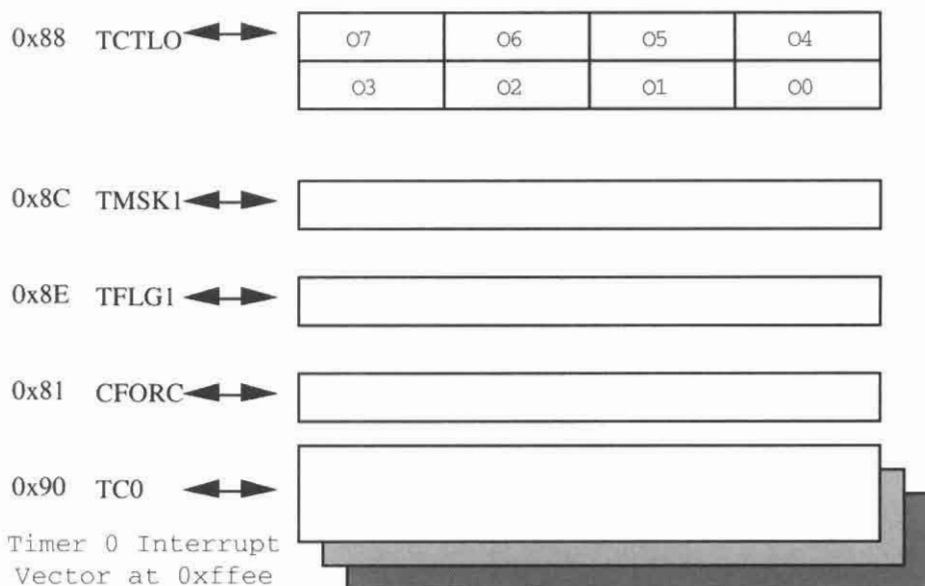 0x88 TCTLO O7 O6 O5 O4
O3 O2 O1 O0
0x8C TMSK1
0x8E TFLG1
0x81 CFORC
0x90 TC0
Timer 0 Interrupt
Vector at 0xffee